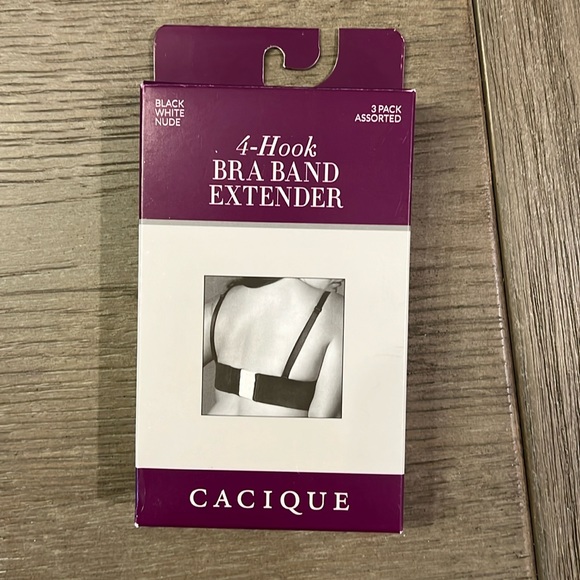 BLACK
WHITE
NUDE
3 PACK
ASSORTED
4-Hook
BRA BAND
EXTENDER
CACIQUE